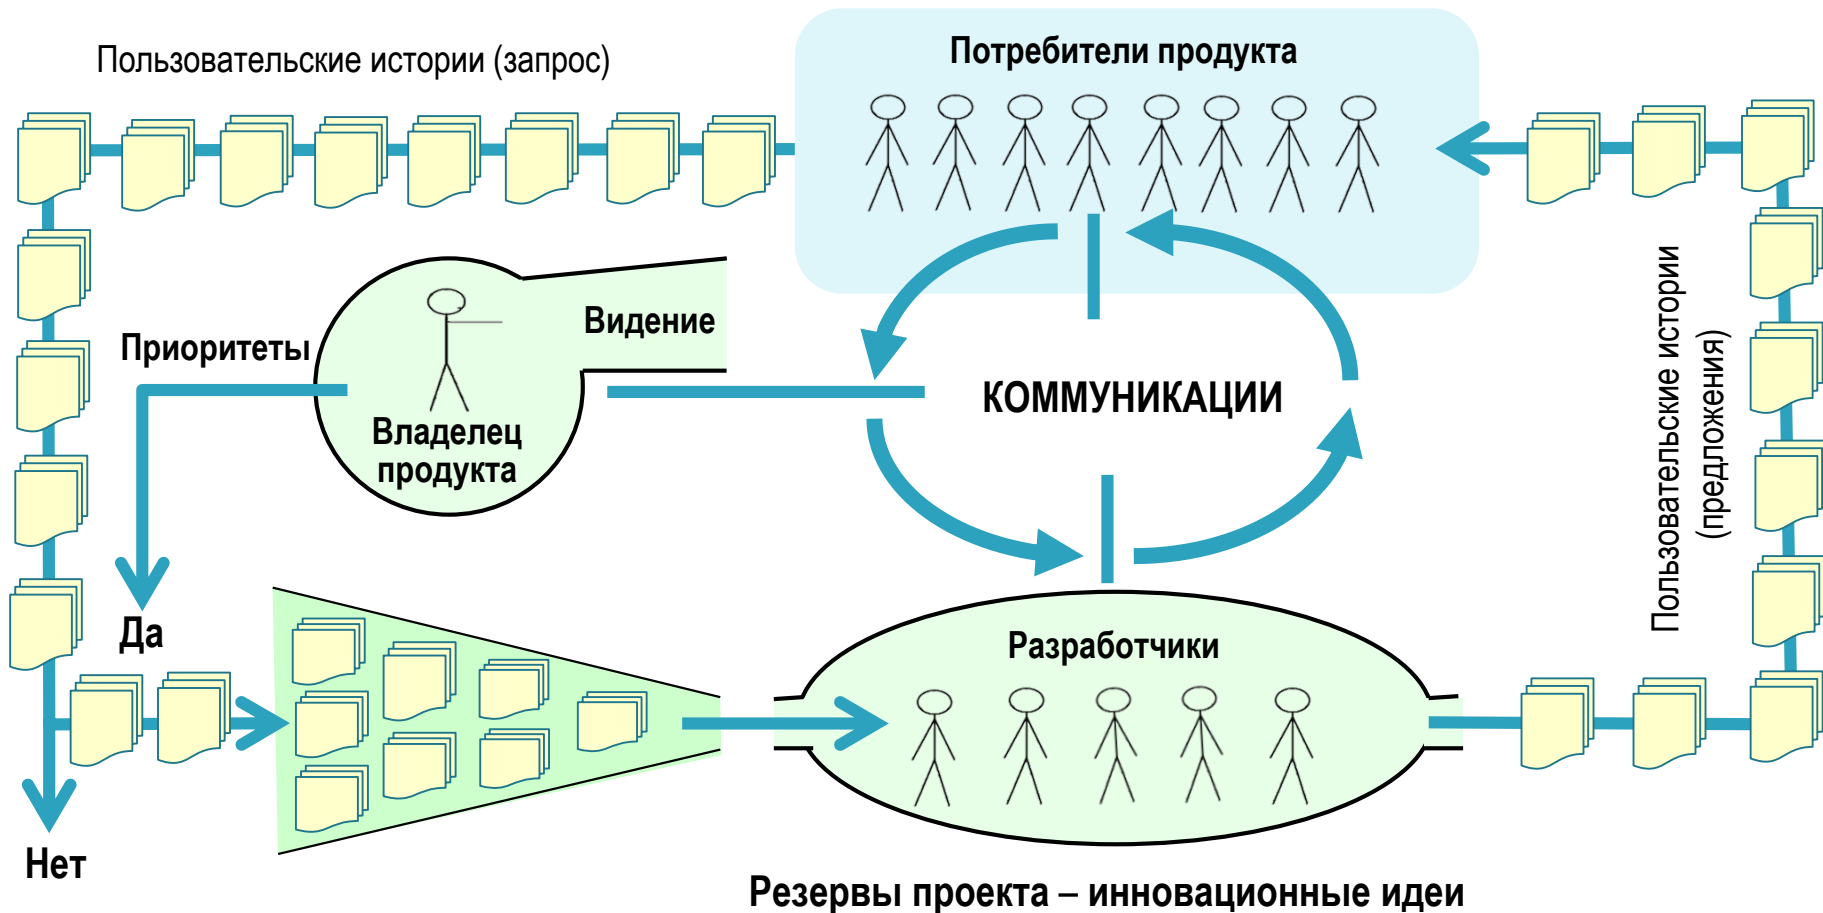 Пользовательские истории (запрос)
Потребители продукта
Видение
Приоритеты
Владелец
продукта
КОММУНИКАЦИИ
Пользовательские истории
(предложения)
Да
Разработчики
Нет
Резервы проекта – инновационные идеи